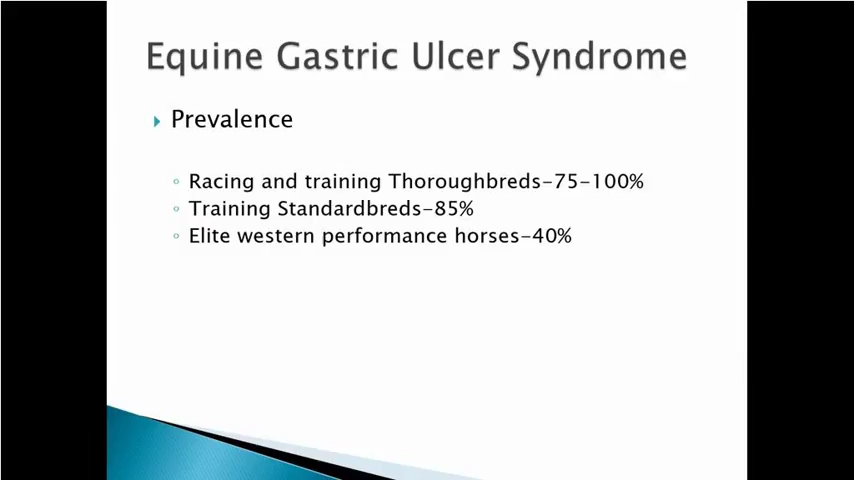 Equine Gastric Ulcer Syndrome
Prevalence
Racing and training Thoroughbreds-75-100%
Training Standardbreds-85%
Elite western performance horses-40%